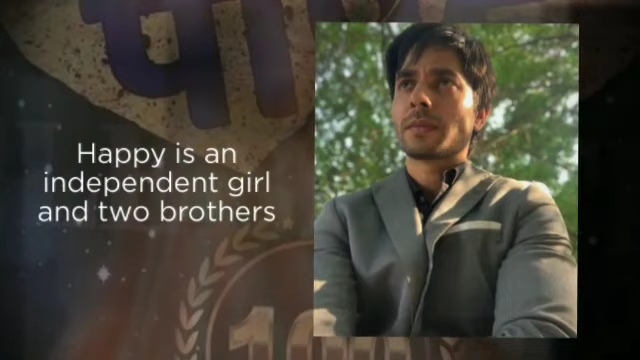 पी
Happy is an
independent girl
and two brothers